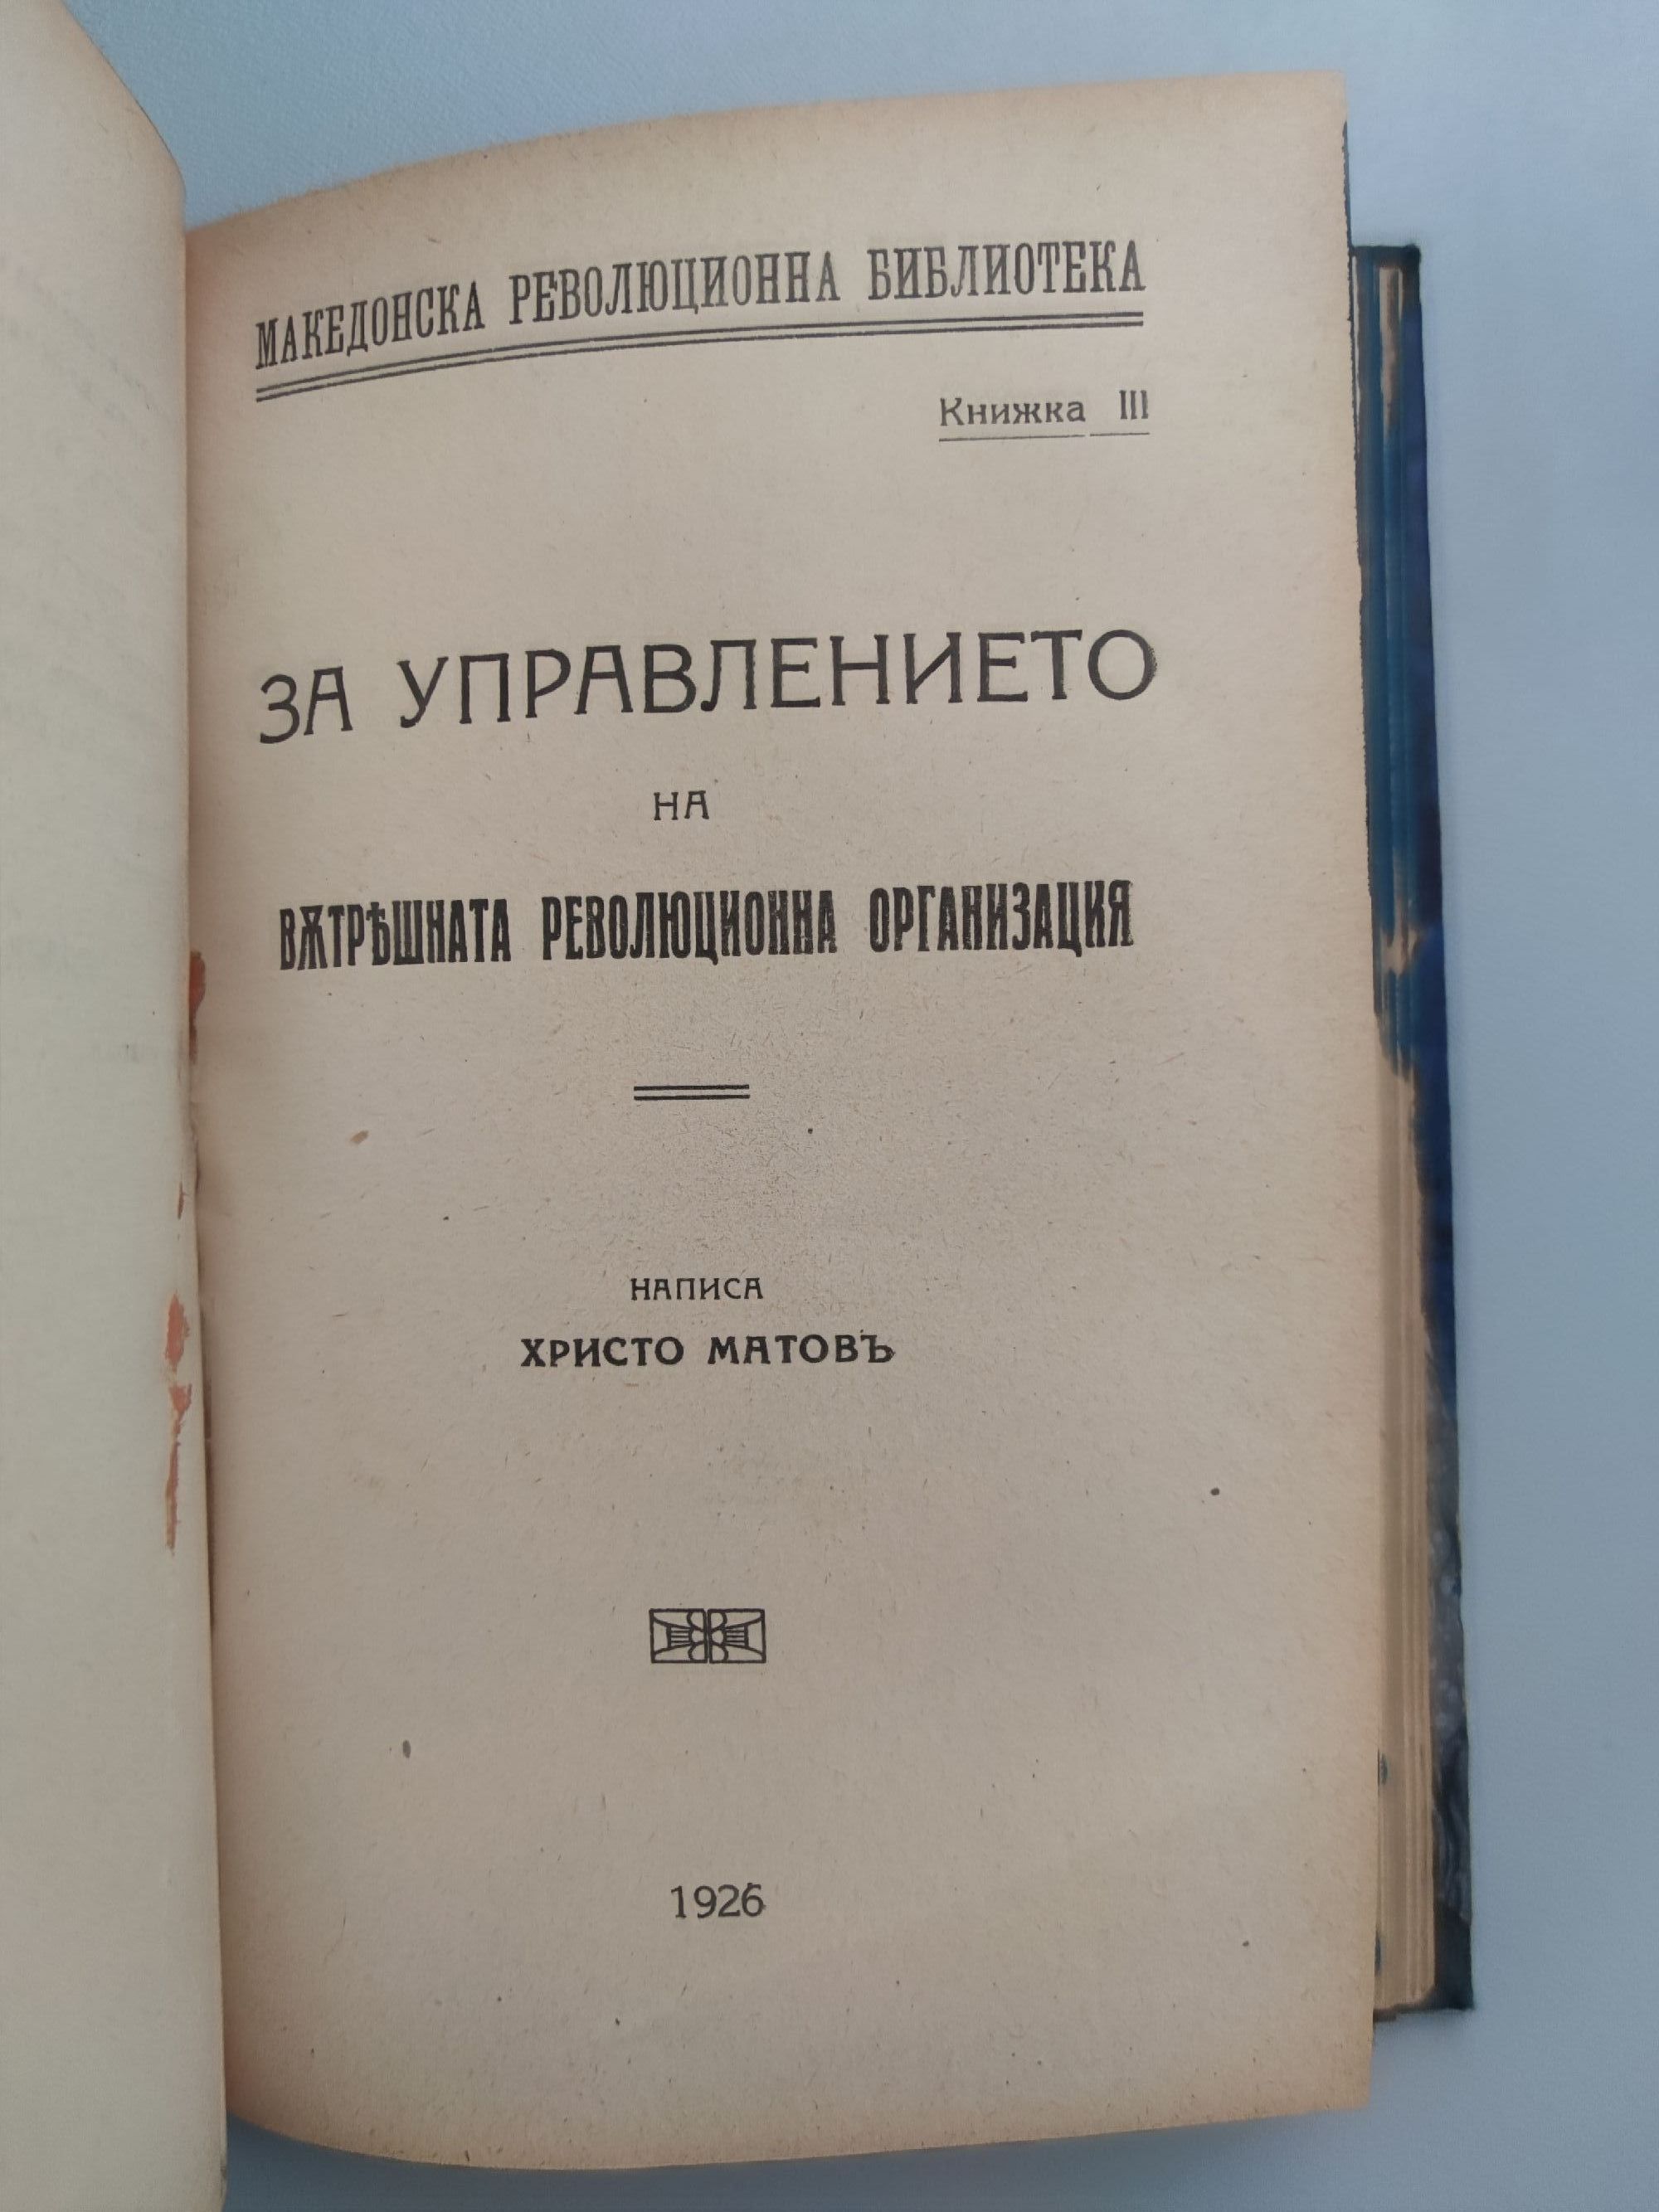 МАКЕДОНСКА РЕВОЛЮЦИОННА БИБЛИОТЕКА
Книжка III
ЗА УПРАВЛЕНИЕТО
НА
ВѪТРѢШНАТА РЕВОЛЮЦИОННА ОРГАНИЗАЦИЯ
НАПИСА
ХРИСТО МАТОВЪ
1926